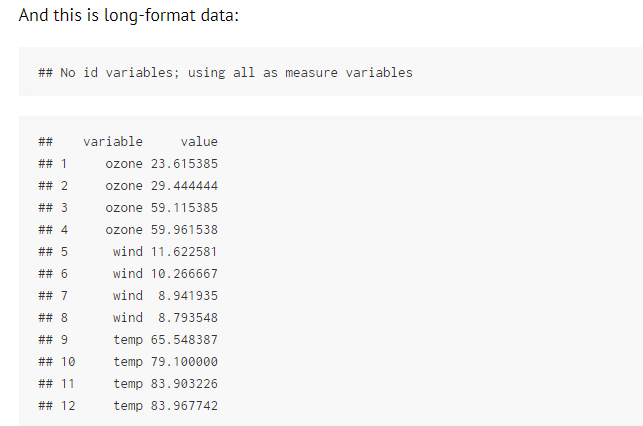 And this is long-format data:
## No id variables; using all as measure variables
##    variable     value
## 1     ozone 23.615385
## 2     ozone 29.444444
## 3     ozone 59.115385
## 4     ozone 59.961538
## 5      wind 11.622581
## 6      wind 10.266667
## 7      wind  8.941935
## 8      wind  8.793548
## 9      temp 65.548387
## 10     temp 79.100000
## 11     temp 83.903226
## 12     temp 83.967742